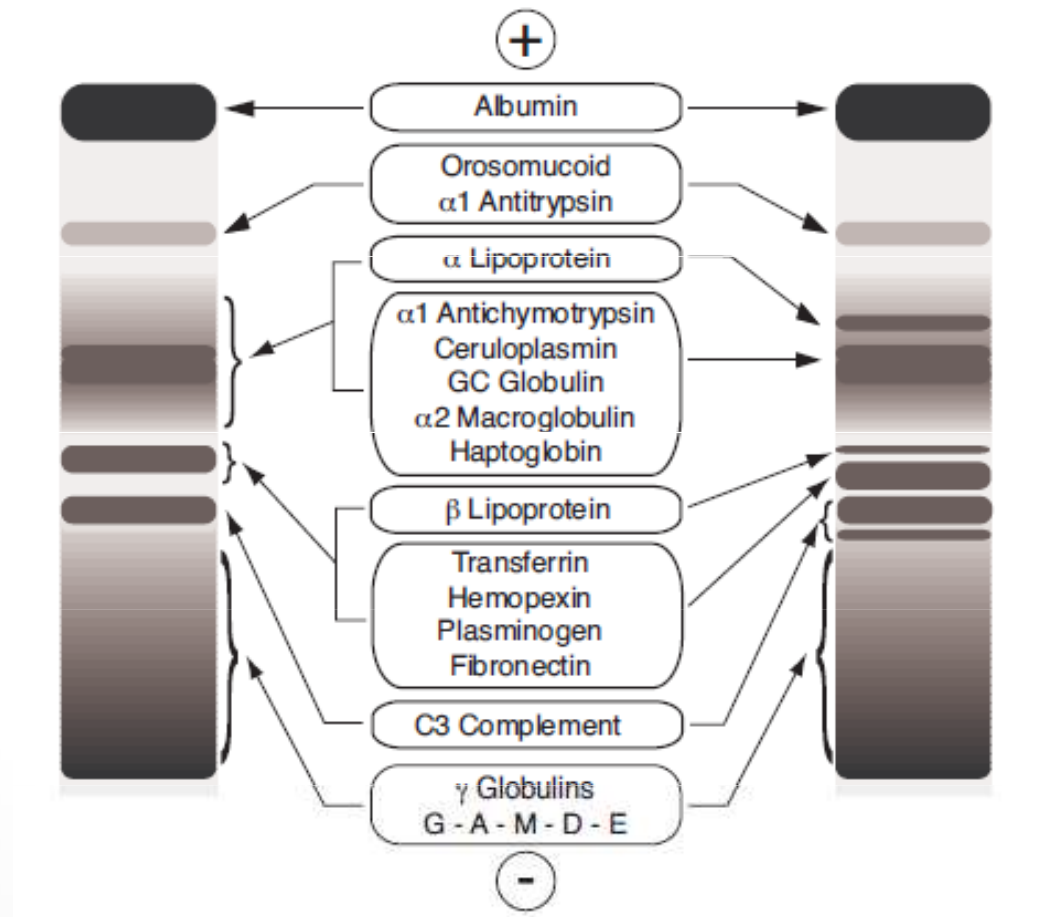 +
Albumin
Orosomucoid
α1 Antitrypsin
α Lipoprotein
α1 Antichymotrypsin
Ceruloplasmin
GC Globulin
α2 Macroglobulin
Haptoglobin
β Lipoprotein
Transferrin
Hemopexin
Plasminogen
Fibronectin
C3 Complement
γ Globulins
G - A - M - D - E
-